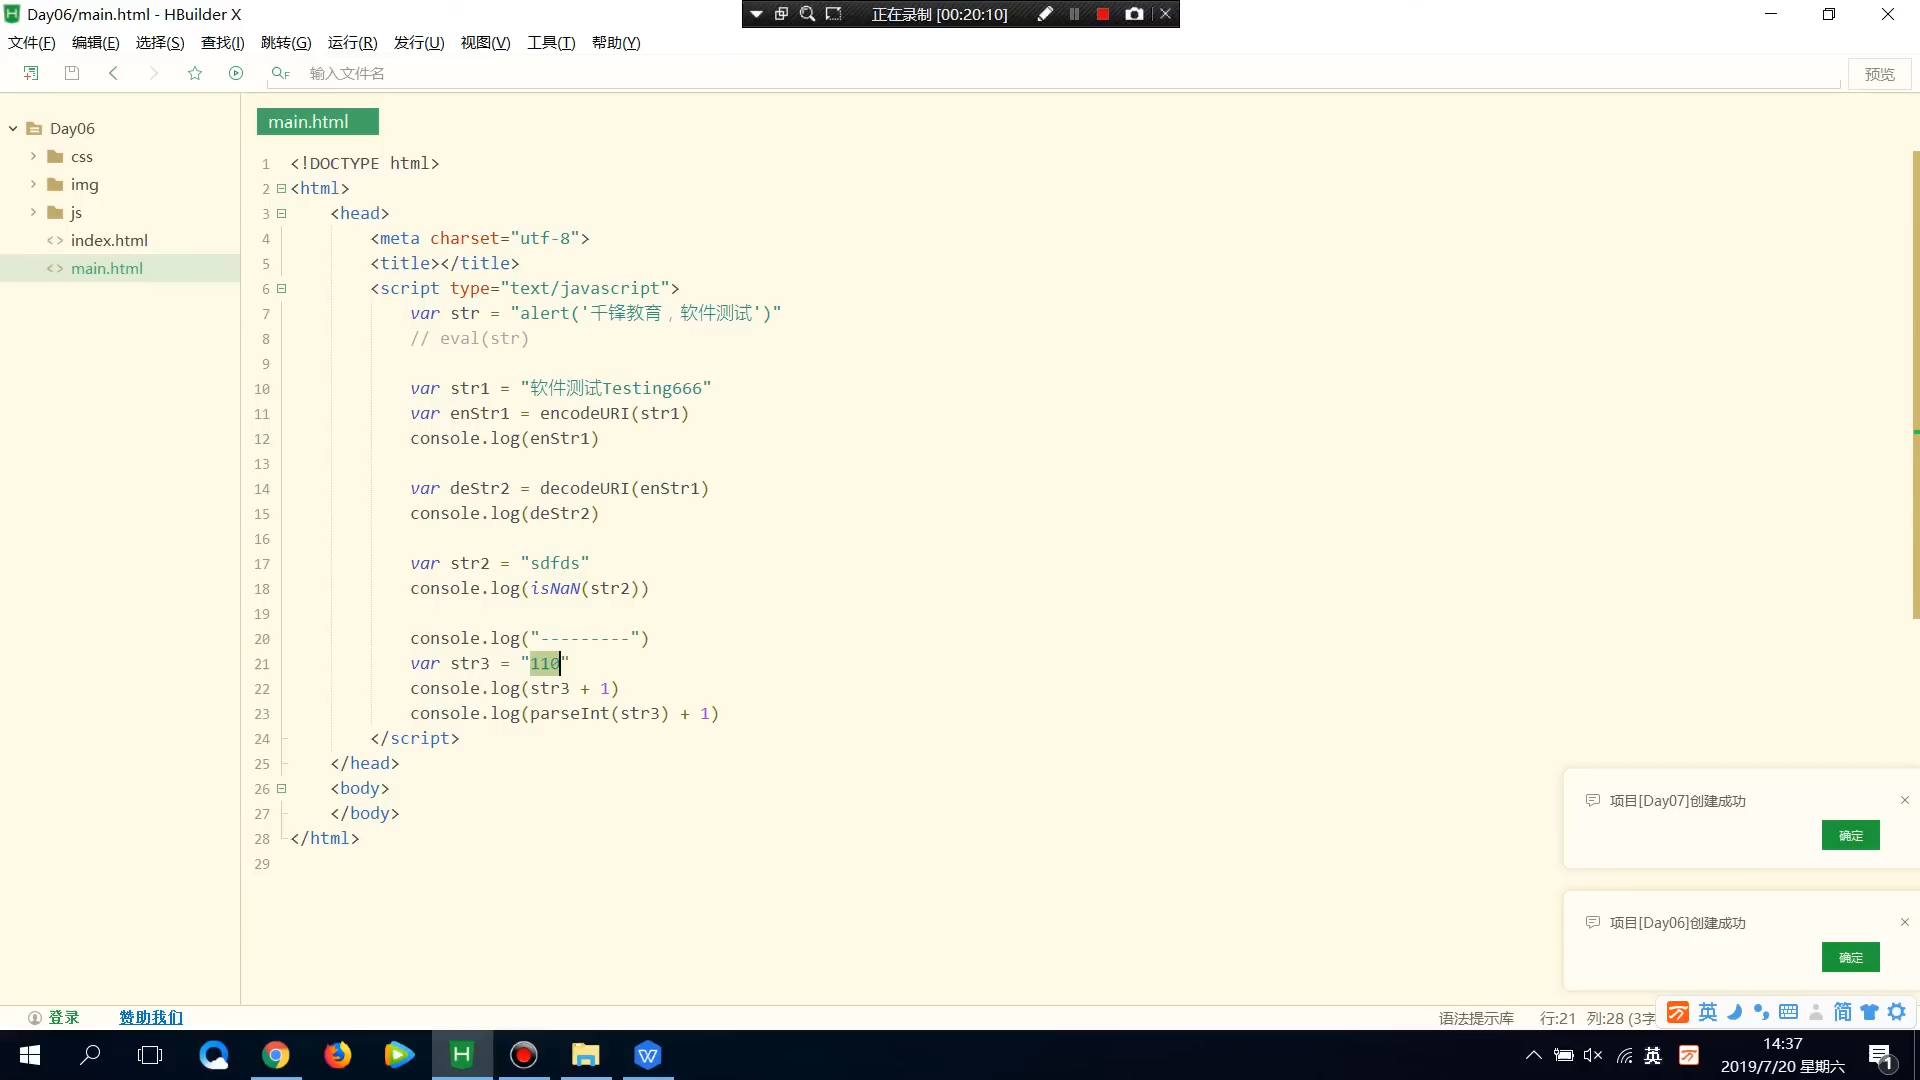 Day06/main.html - HBuilder X
正在录制 [00:20:10]
文件(F) 编辑(E) 选择(S) 查找(I) 跳转(G) 运行(R) 发行(U) 视图(V) 工具(T) 帮助(Y)
输入文件名
预览
Day06
css
img
js
index.html
main.html
main.html
1 <!DOCTYPE html>
2 <html>
3 <head>
4 <meta charset="utf-8">
5 <title></title>
6 <script type="text/javascript">
7 var str = "alert('千锋教育，软件测试')"
8 // eval(str)
9
10 var str1 = "软件测试Testing666"
11 var enStr1 = encodeURI(str1)
12 console.log(enStr1)
13
14 var deStr2 = decodeURI(enStr1)
15 console.log(deStr2)
16
17 var str2 = "sdfds"
18 console.log(isNaN(str2))
19
20 console.log("---------")
21 var str3 = "110"
22 console.log(str3 + 1)
23 console.log(parseInt(str3) + 1)
24 </script>
25 </head>
26 <body>
27 </body>
28 </html>
29
项目[Day07]创建成功
确定
项目[Day06]创建成功
确定
登录 赞助我们
语法提示库 行:21 列:28 (3字
英 简
英
14:37
2019/7/20 星期六
1